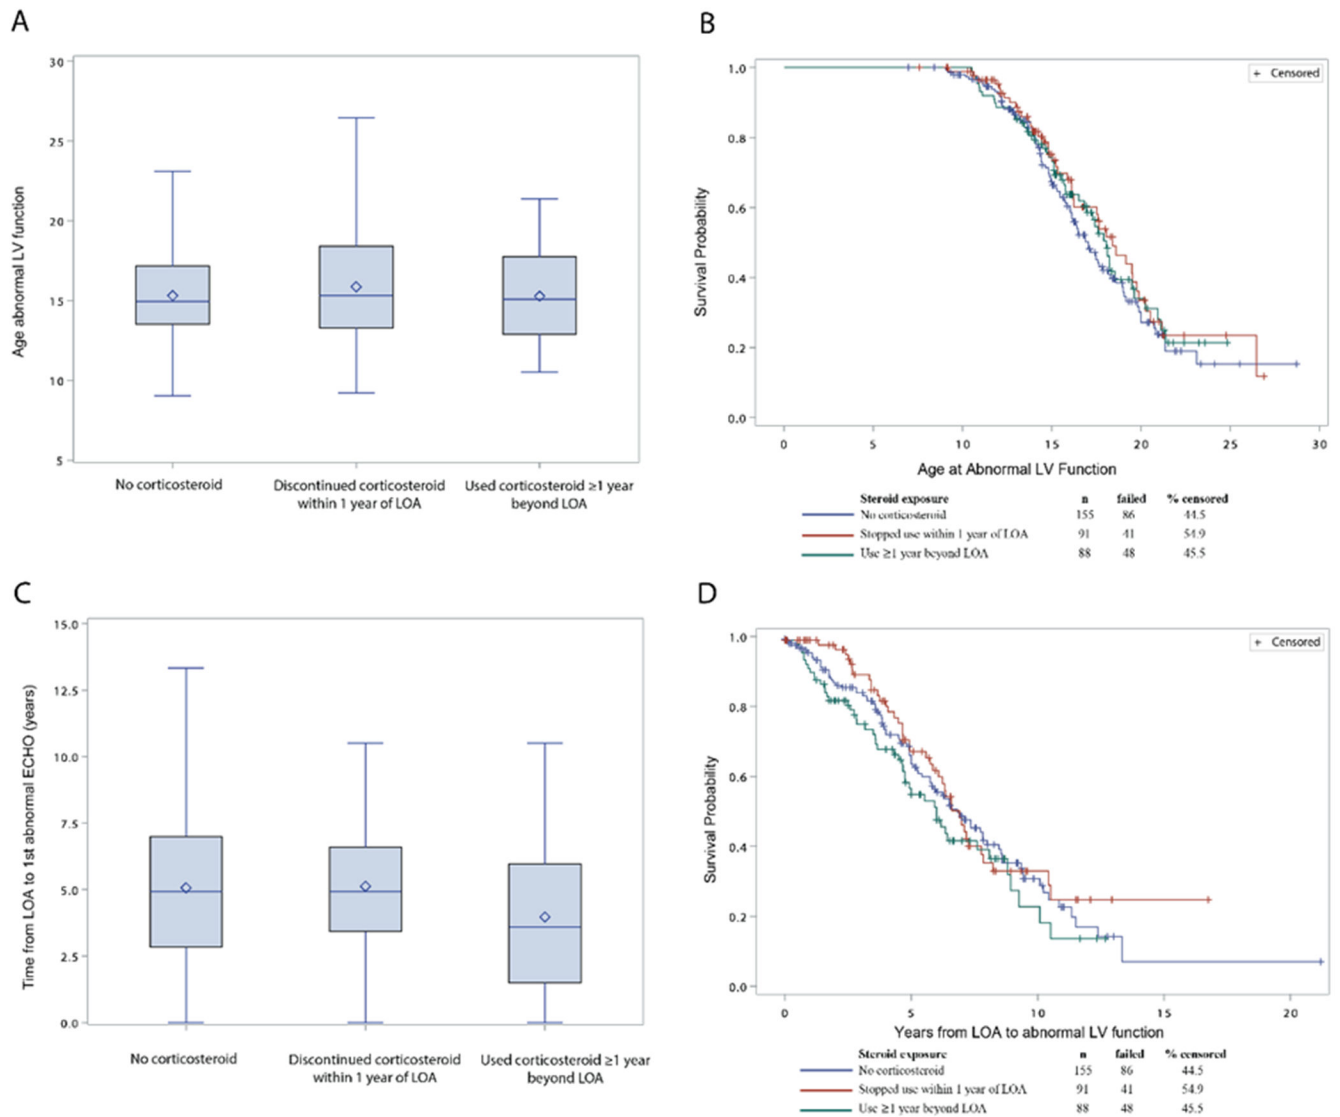 A
30
25
20
15
10
5
Age abnormal LV function
No corticosteroid
Discontinued corticosteroid
within 1 year of LOA
Used corticosteroid ≥1 year
beyond LOA
B
+ Censored
1.0
0.8
0.6
0.4
0.2
0.0
Survival Probability
0 5 10 15 20 25 30
Age at Abnormal LV Function
Steroid exposure n failed % censored
No corticosteroid 155 86 44.5
Stopped use within 1 year of LOA 91 41 54.9
Use ≥1 year beyond LOA 88 48 45.5
C
15.0
12.5
10.0
7.5
5.0
2.5
0.0
Time from LOA to 1st abnormal ECHO (years)
No corticosteroid
Discontinued corticosteroid
within 1 year of LOA
Used corticosteroid ≥1 year
beyond LOA
D
+ Censored
1.0
0.8
0.6
0.4
0.2
0.0
Survival Probability
0 5 10 15 20
Years from LOA to abnormal LV function
Steroid exposure n failed % censored
No corticosteroid 155 86 44.5
Stopped use within 1 year of LOA 91 41 54.9
Use ≥1 year beyond LOA 88 48 45.5